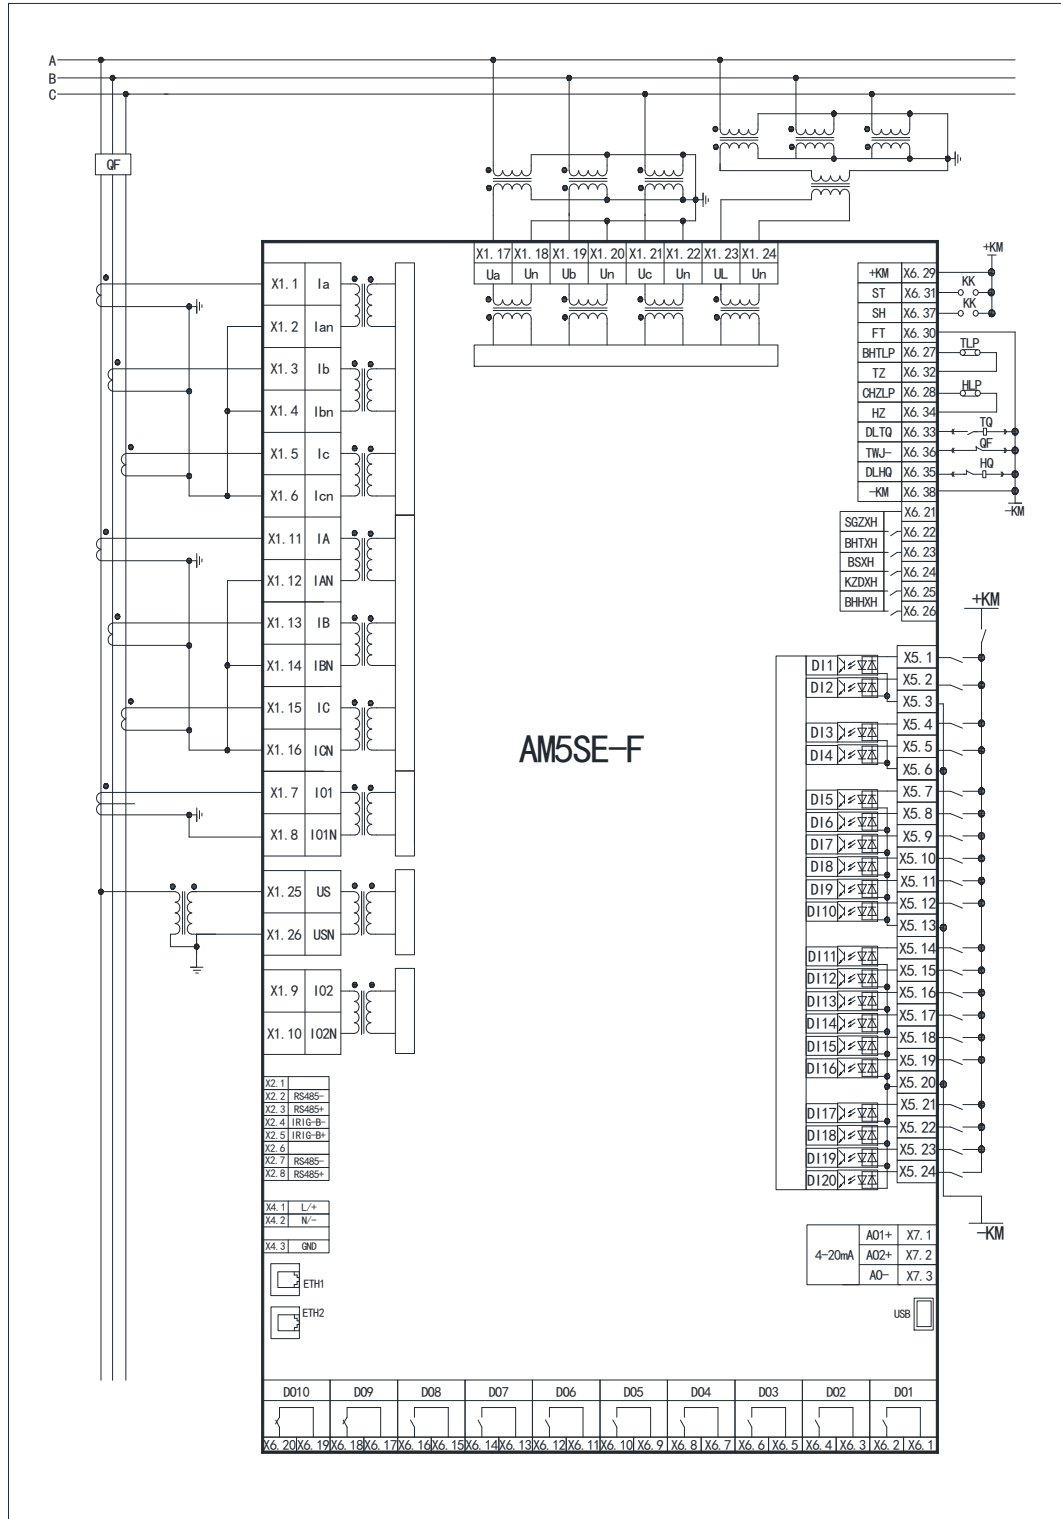 A
B
C
QF
X1.17 X1.18 X1.19 X1.20 X1.21 X1.22 X1.23 X1.24
Ua Un Ub Un Uc Un UL Un
X1.1 Ia
X1.2 Ian
X1.3 Ib
X1.4 Ibn
X1.5 Ic
X1.6 Icn
X1.11 IA
X1.12 IAN
X1.13 IB
X1.14 IBN
X1.15 IC
X1.16 ICN
X1.7 I01
X1.8 I01N
X1.25 US
X1.26 USN
X1.9 I02
X1.10 I02N
X2.1
X2.2 RS485-
X2.3 RS485+
X2.4 IRIG-B-
X2.5 IRIG-B+
X2.6
X2.7 RS485-
X2.8 RS485+
X4.1 L/+
X4.2 N/-
X4.3 GND
ETH1
ETH2
AM5SE-F
+KM
+KM X6.29
KK
ST X6.31
KK
SH X6.37
FT X6.30
TLP
BHTLP X6.27
TZ X6.32
HLP
CHZLP X6.28
HZ X6.34
TQ
DLTQ X6.33
QF
TWJ- X6.36
HQ
DLHQ X6.35
-KM X6.38
-KM
X6.21
SGZXH
X6.22
BHTXH
X6.23
BSXH
X6.24
KZDXH
X6.25
BHHXH
X6.26
+KM
DI1 X5.1
DI2 X5.2
X5.3
DI3 X5.4
DI4 X5.5
X5.6
DI5 X5.7
DI6 X5.8
DI7 X5.9
DI8 X5.10
DI9 X5.11
DI10 X5.12
X5.13
DI11 X5.14
DI12 X5.15
DI13 X5.16
DI14 X5.17
DI15 X5.18
DI16 X5.19
X5.20
DI17 X5.21
DI18 X5.22
DI19 X5.23
DI20 X5.24
-KM
4-20mA
AO1+ X7.1
AO2+ X7.2
AO- X7.3
USB
DO10 DO9 DO8 DO7 DO6 DO5 DO4 DO3 DO2 DO1
X6.20 X6.19 X6.18 X6.17 X6.16 X6.15 X6.14 X6.13 X6.12 X6.11 X6.10 X6.9 X6.8 X6.7 X6.6 X6.5 X6.4 X6.3 X6.2 X6.1